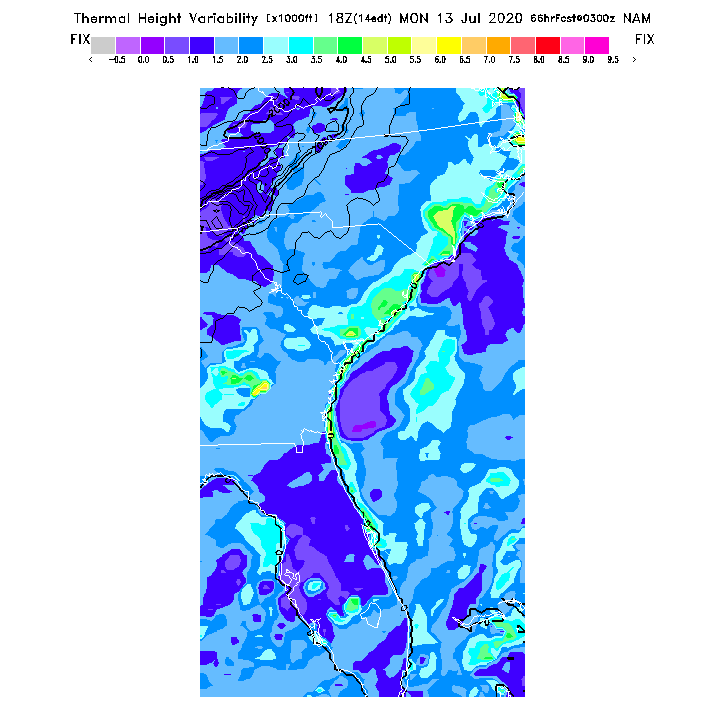 Thermal Height Variability [x1000ft] 18Z(14edt) MON 13 Jul 2020 66hrFcst@0300z NAM
FIX FIX
< -0.5 0.0 0.5 1.0 1.5 2.0 2.5 3.0 3.5 4.0 4.5 5.0 5.5 6.0 6.5 7.0 7.5 8.0 8.5 9.0 9.5 >